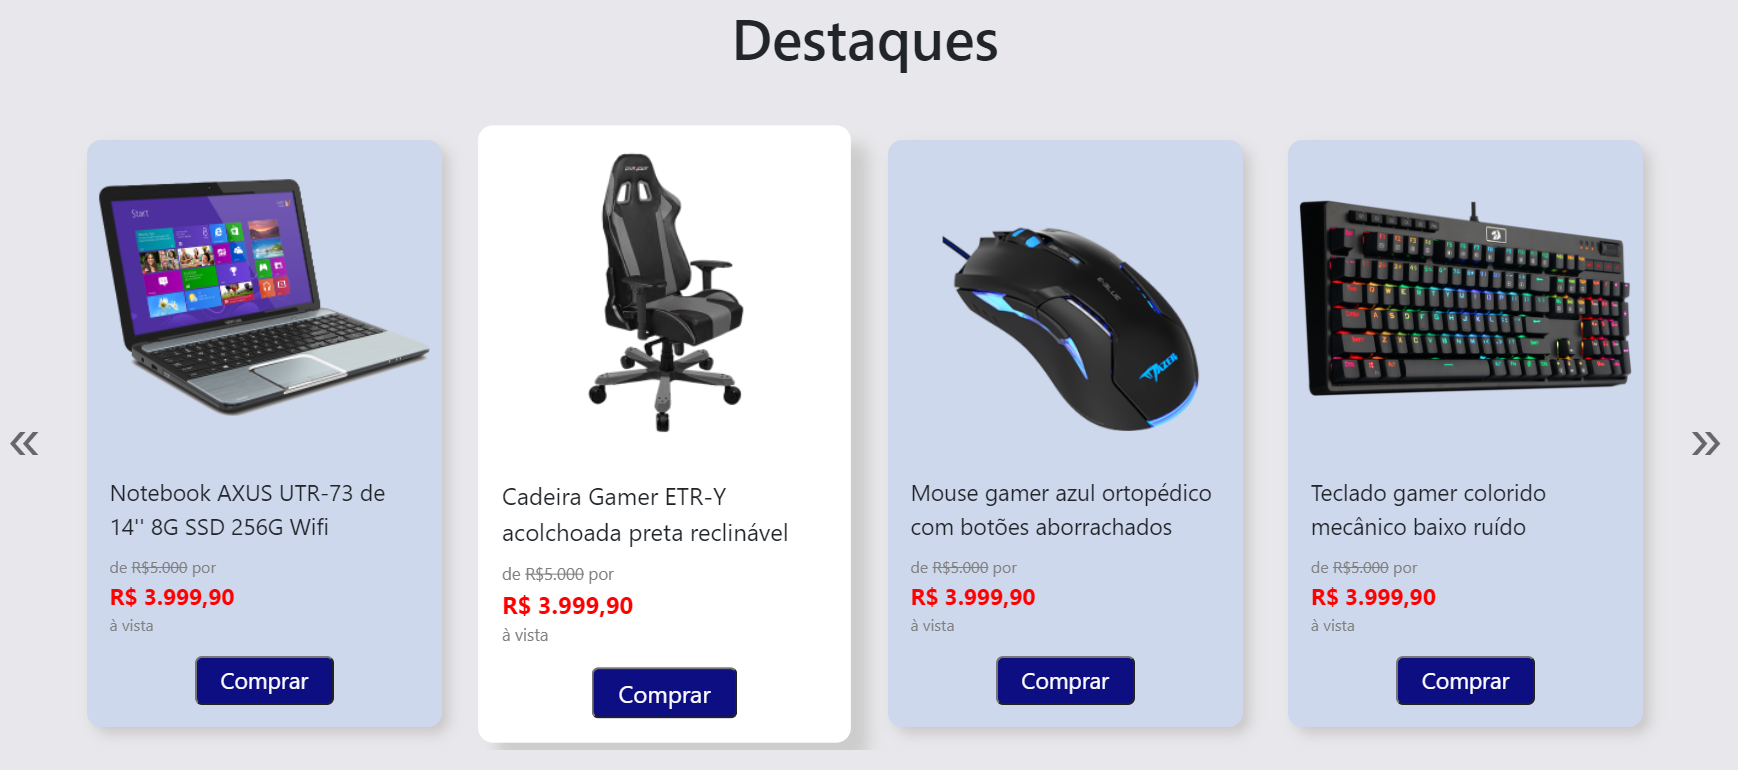 Destaques
Start
E-BLUE
Notebook AXUS UTR-73 de
14'' 8G SSD 256G Wifi
de R$5.000 por
R$ 3.999,90
à vista
Comprar
Cadeira Gamer ETR-Y
acolchoada preta reclinável
de R$5.000 por
R$ 3.999,90
à vista
Comprar
Mouse gamer azul ortopédico
com botões aborrachados
de R$5.000 por
R$ 3.999,90
à vista
Comprar
Teclado gamer colorido
mecânico baixo ruído
de R$5.000 por
R$ 3.999,90
à vista
Comprar